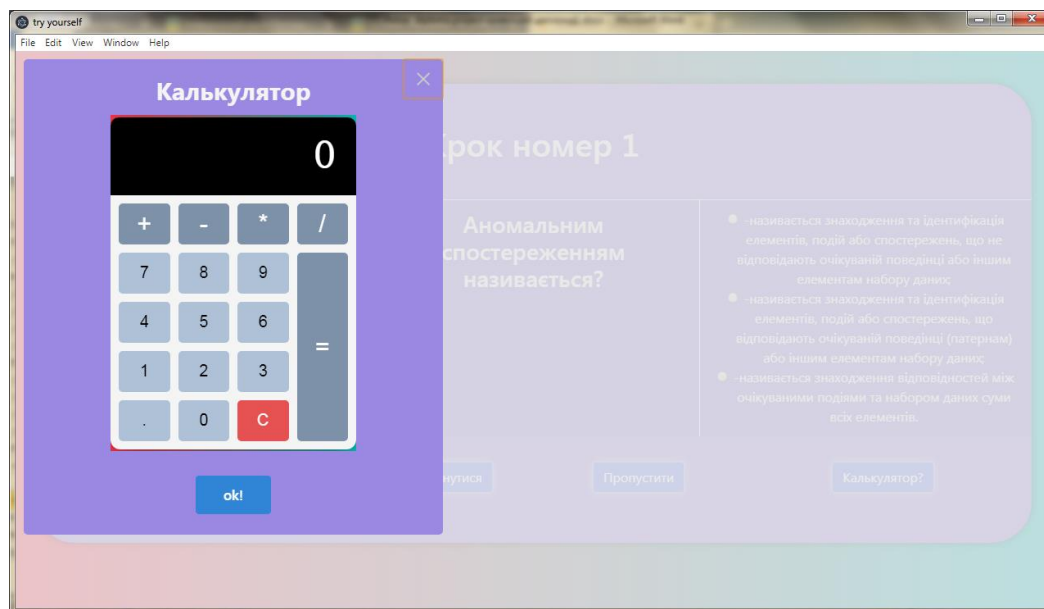 try yourself
File Edit View Window Help
Калькулятор
0
+ - * /
7 8 9
4 5 6
=
1 2 3
. 0 C
ok!
рок номер 1
Аномальним
спостереженням
називається?
-називається знаходження та ідентифікація
елементів, подій або спостережень, що не
відповідають очікуваній поведінці або іншим
елементам набору даних;
-називається знаходження та ідентифікація
елементів, подій або спостережень, що
відповідають очікуваній поведінці (патернам)
або іншим елементам набору даних;
-називається знаходження відповідностей між
очікуваними подіями та набором даних суми
всіх елементів.
нутися Пропустити Калькулятор?